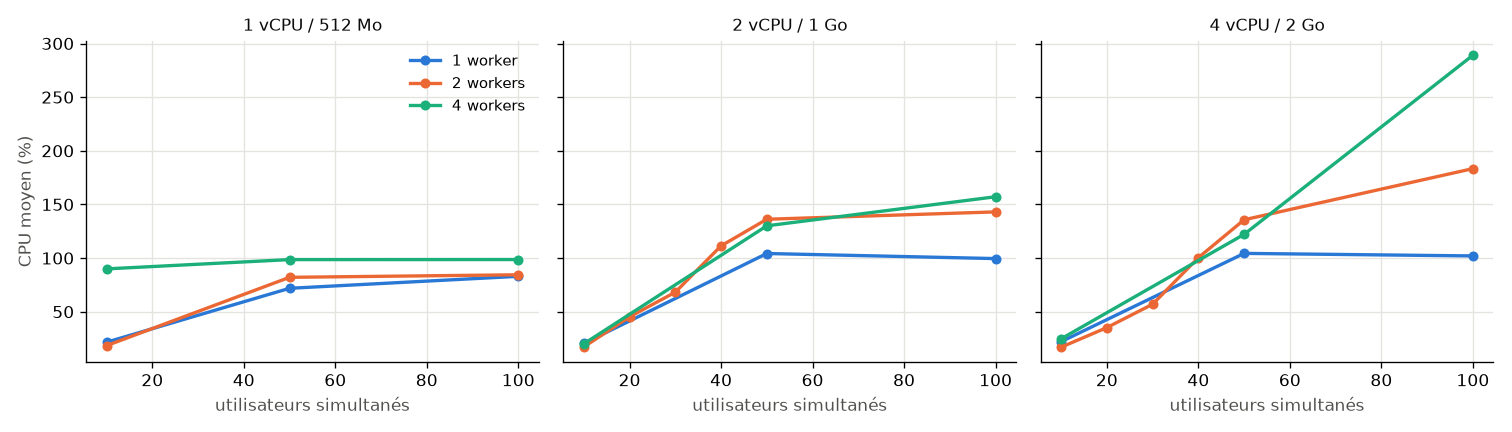 1 vCPU / 512 Mo
2 vCPU / 1 Go
4 vCPU / 2 Go
CPU moyen (%)
300
250
200
150
100
50
1 worker
2 workers
4 workers
20 40 60 80 100
20 40 60 80 100
20 40 60 80 100
utilisateurs simultanés
utilisateurs simultanés
utilisateurs simultanés